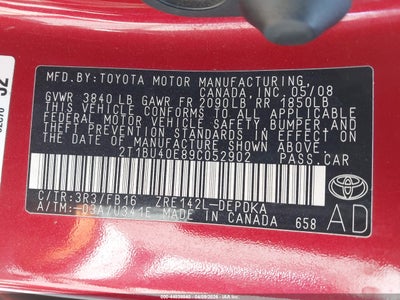 MFD.BY:TOYOTA MOTOR MANUFACTURING.
CANADA, INC. 05/08
GVWR 3840LB GAWR FR 2090LB RR 1850LB
THIS VEHICLE CONFORMS TO ALL APPLICABLE
FEDERAL MOTOR VEHICLE SAFETY, BUMPER, AND
THEFT PREVENTION STANDARDS IN EFFECT ON
THE DATE OF MANUFACTURE SHOWN ABOVE.
2T1BU40E89C052902 PASS.CAR
C/TR:3R3/FB16 ZRE142L-DEPDKA
A/TM:-03A/U341E MADE IN CANADA 658
TOYOTA
AD